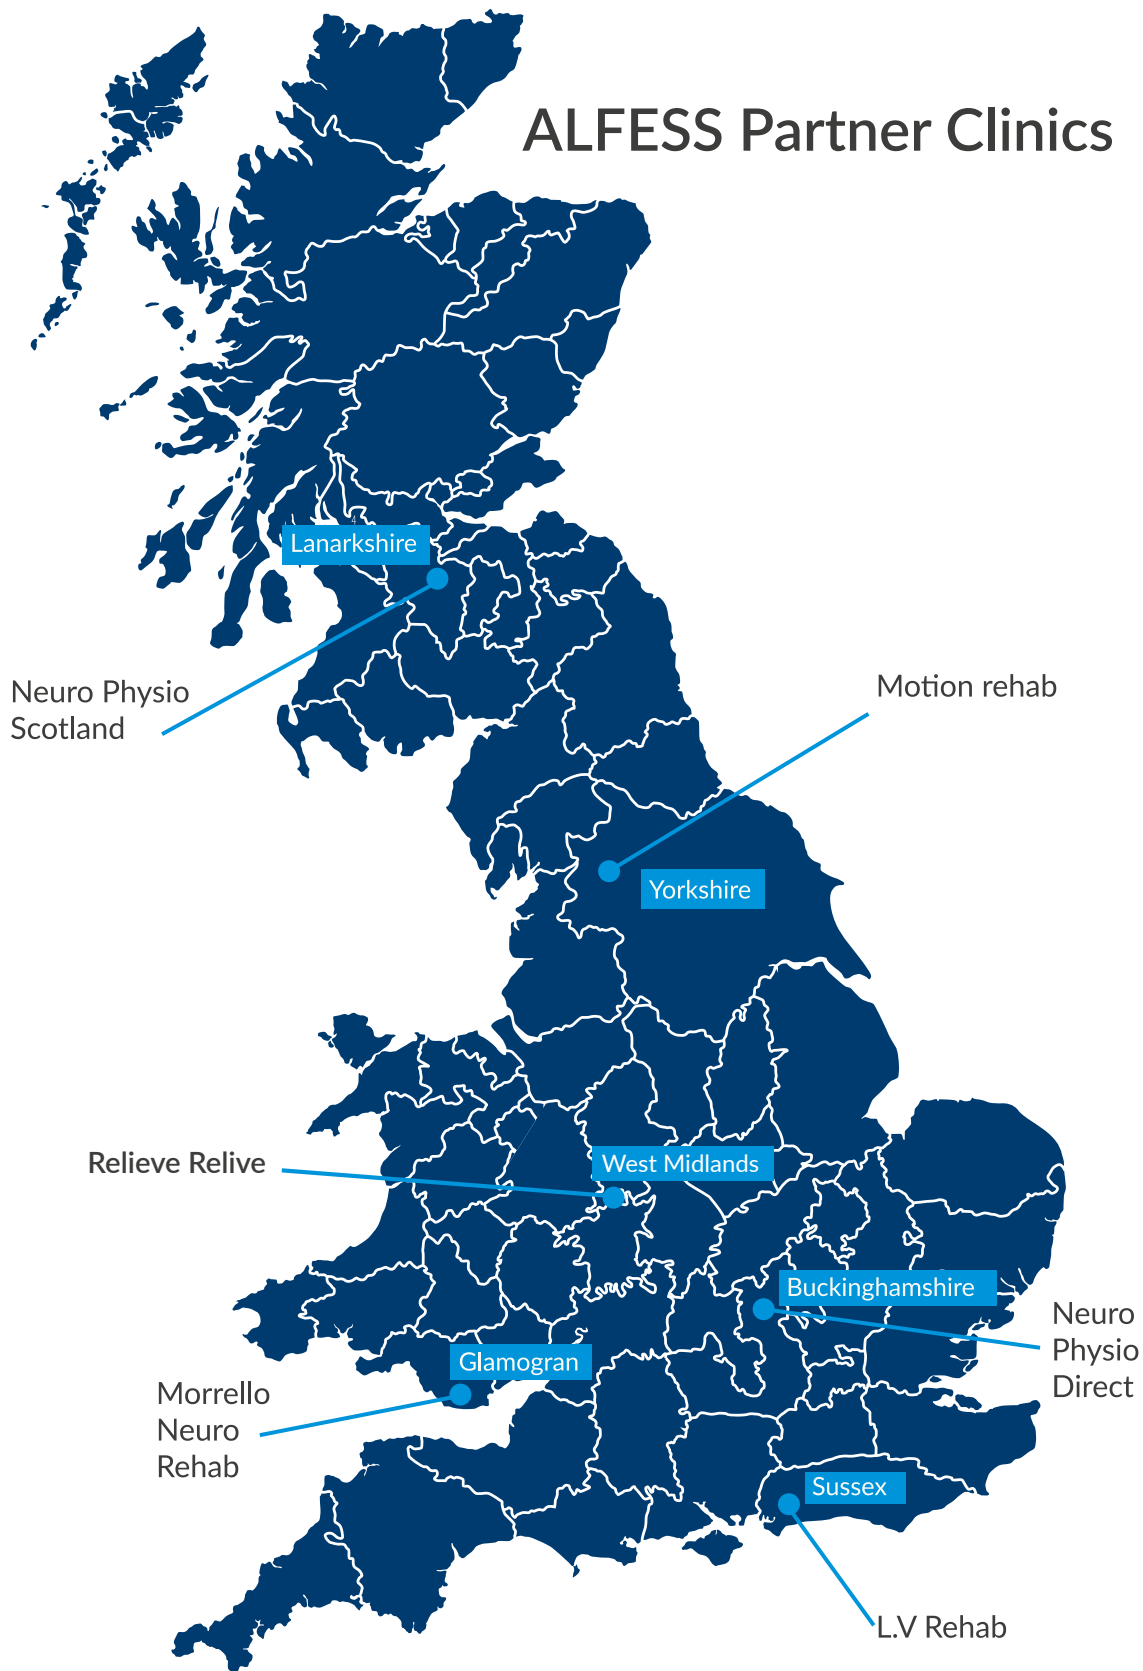 ALFESS Partner Clinics
4
Lanarkshire
Neuro Physio
Scotland
Motion rehab
Yorkshire
Relieve Relive
West Midlands
Buckinghamshire
Neuro
Physio
Direct
Glamogran
Morrello
Neuro
Rehab
Sussex
L.V Rehab